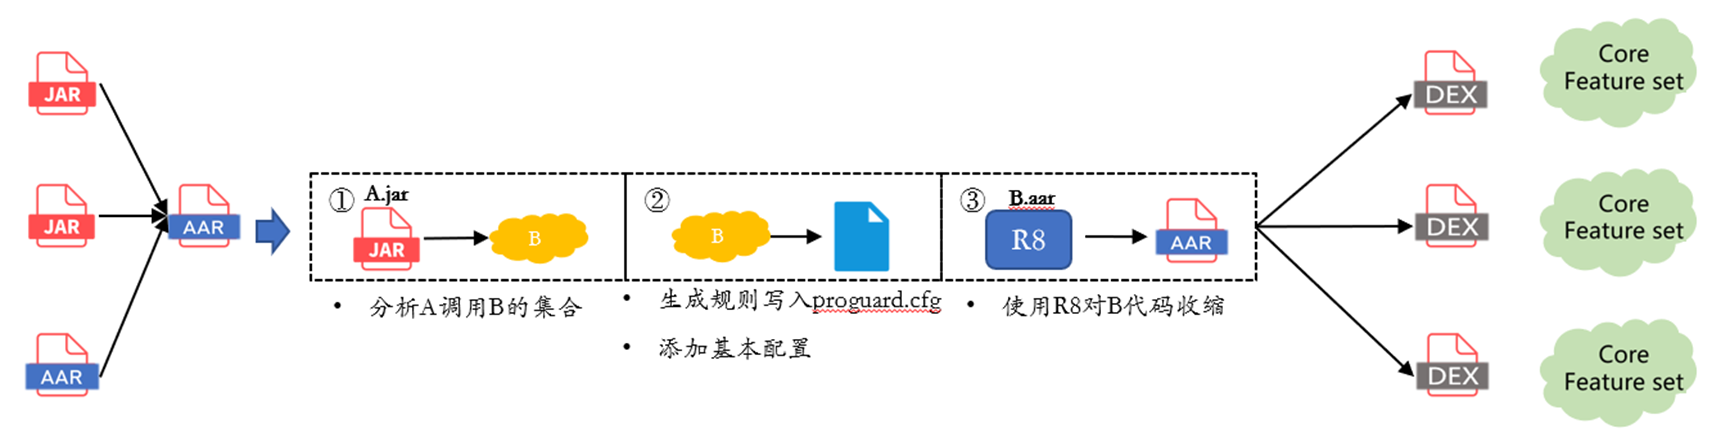 JAR
JAR
AAR
AAR
① A.jar
JAR
B
• 分析A调用B的集合
②
B
• 生成规则写入proguard.cfg
• 添加基本配置
③ B.aar
R8
AAR
• 使用R8对B代码收缩
DEX
DEX
DEX
Core
Feature set
Core
Feature set
Core
Feature set